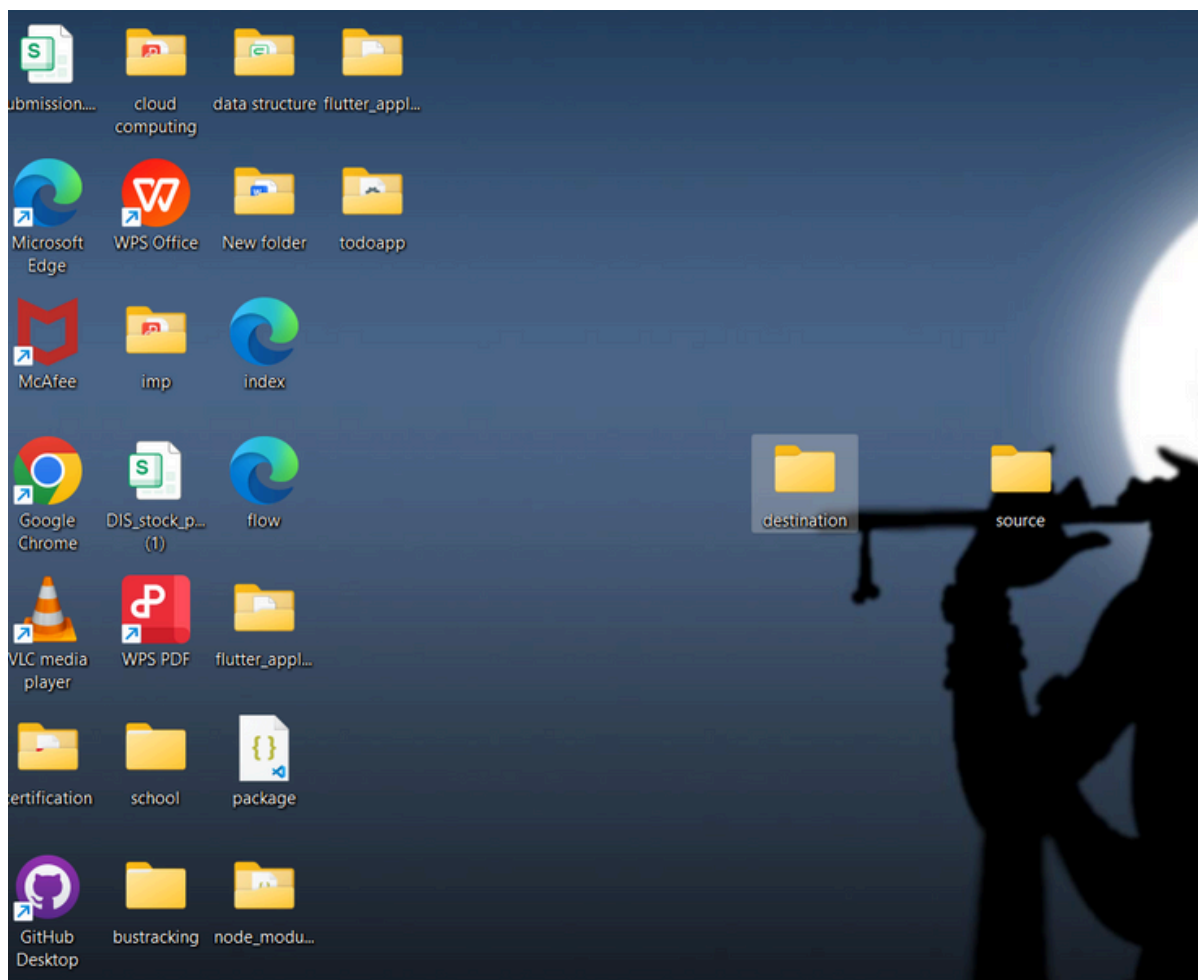 ubmission....
cloud
computing
data structure
flutter_appl...
Microsoft
Edge
WPS Office
New folder
todoapp
McAfee
imp
index
Google
Chrome
DIS_stock_p...
(1)
flow
destination
source
VLC media
player
WPS PDF
flutter_appl...
certification
school
package
GitHub
Desktop
bustracking
node_modu...